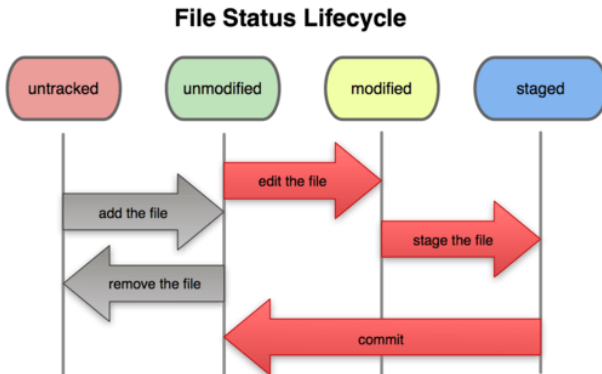 File Status Lifecycle
untracked
unmodified
modified
staged
edit the file
add the file
stage the file
remove the file
commit